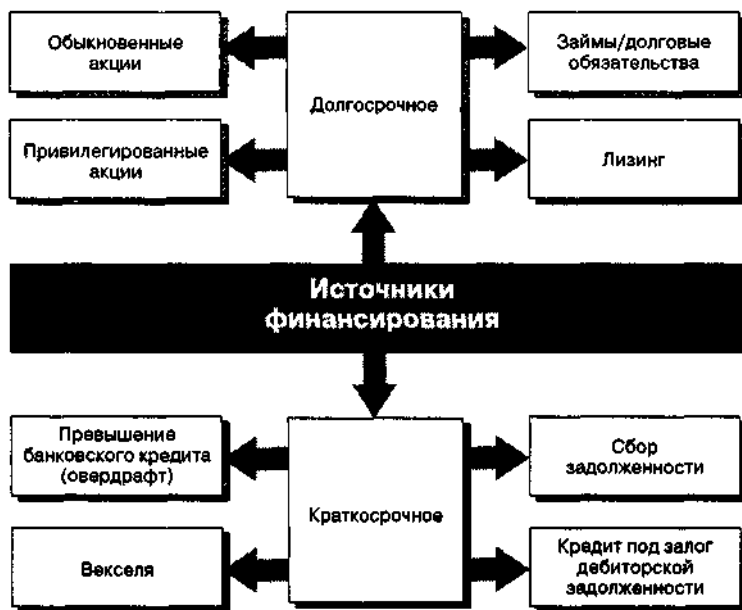 Обыкновенные
акции
Займы/долговые
обязательства
Долгосрочное
Привилегированные
акции
Лизинг
Источники
финансирования
Превышение
банковского кредита
(овердрафт)
Сбор
задолженности
Краткосрочное
Векселя
Кредит под залог
дебиторской
задолженности